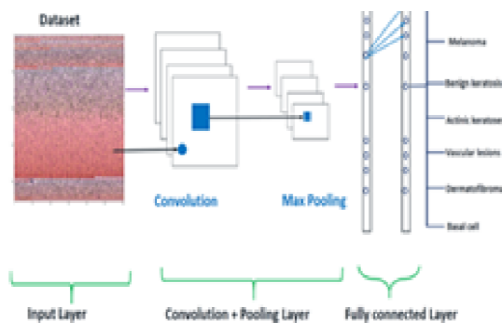 Dataset
Melanoma
Benign keratosis
Actinic keratoses
Vascular lesions
Dermatofibroma
Basal cell
Convolution
Max Pooling
Input Layer
Convolution + Pooling Layer
Fully connected Layer